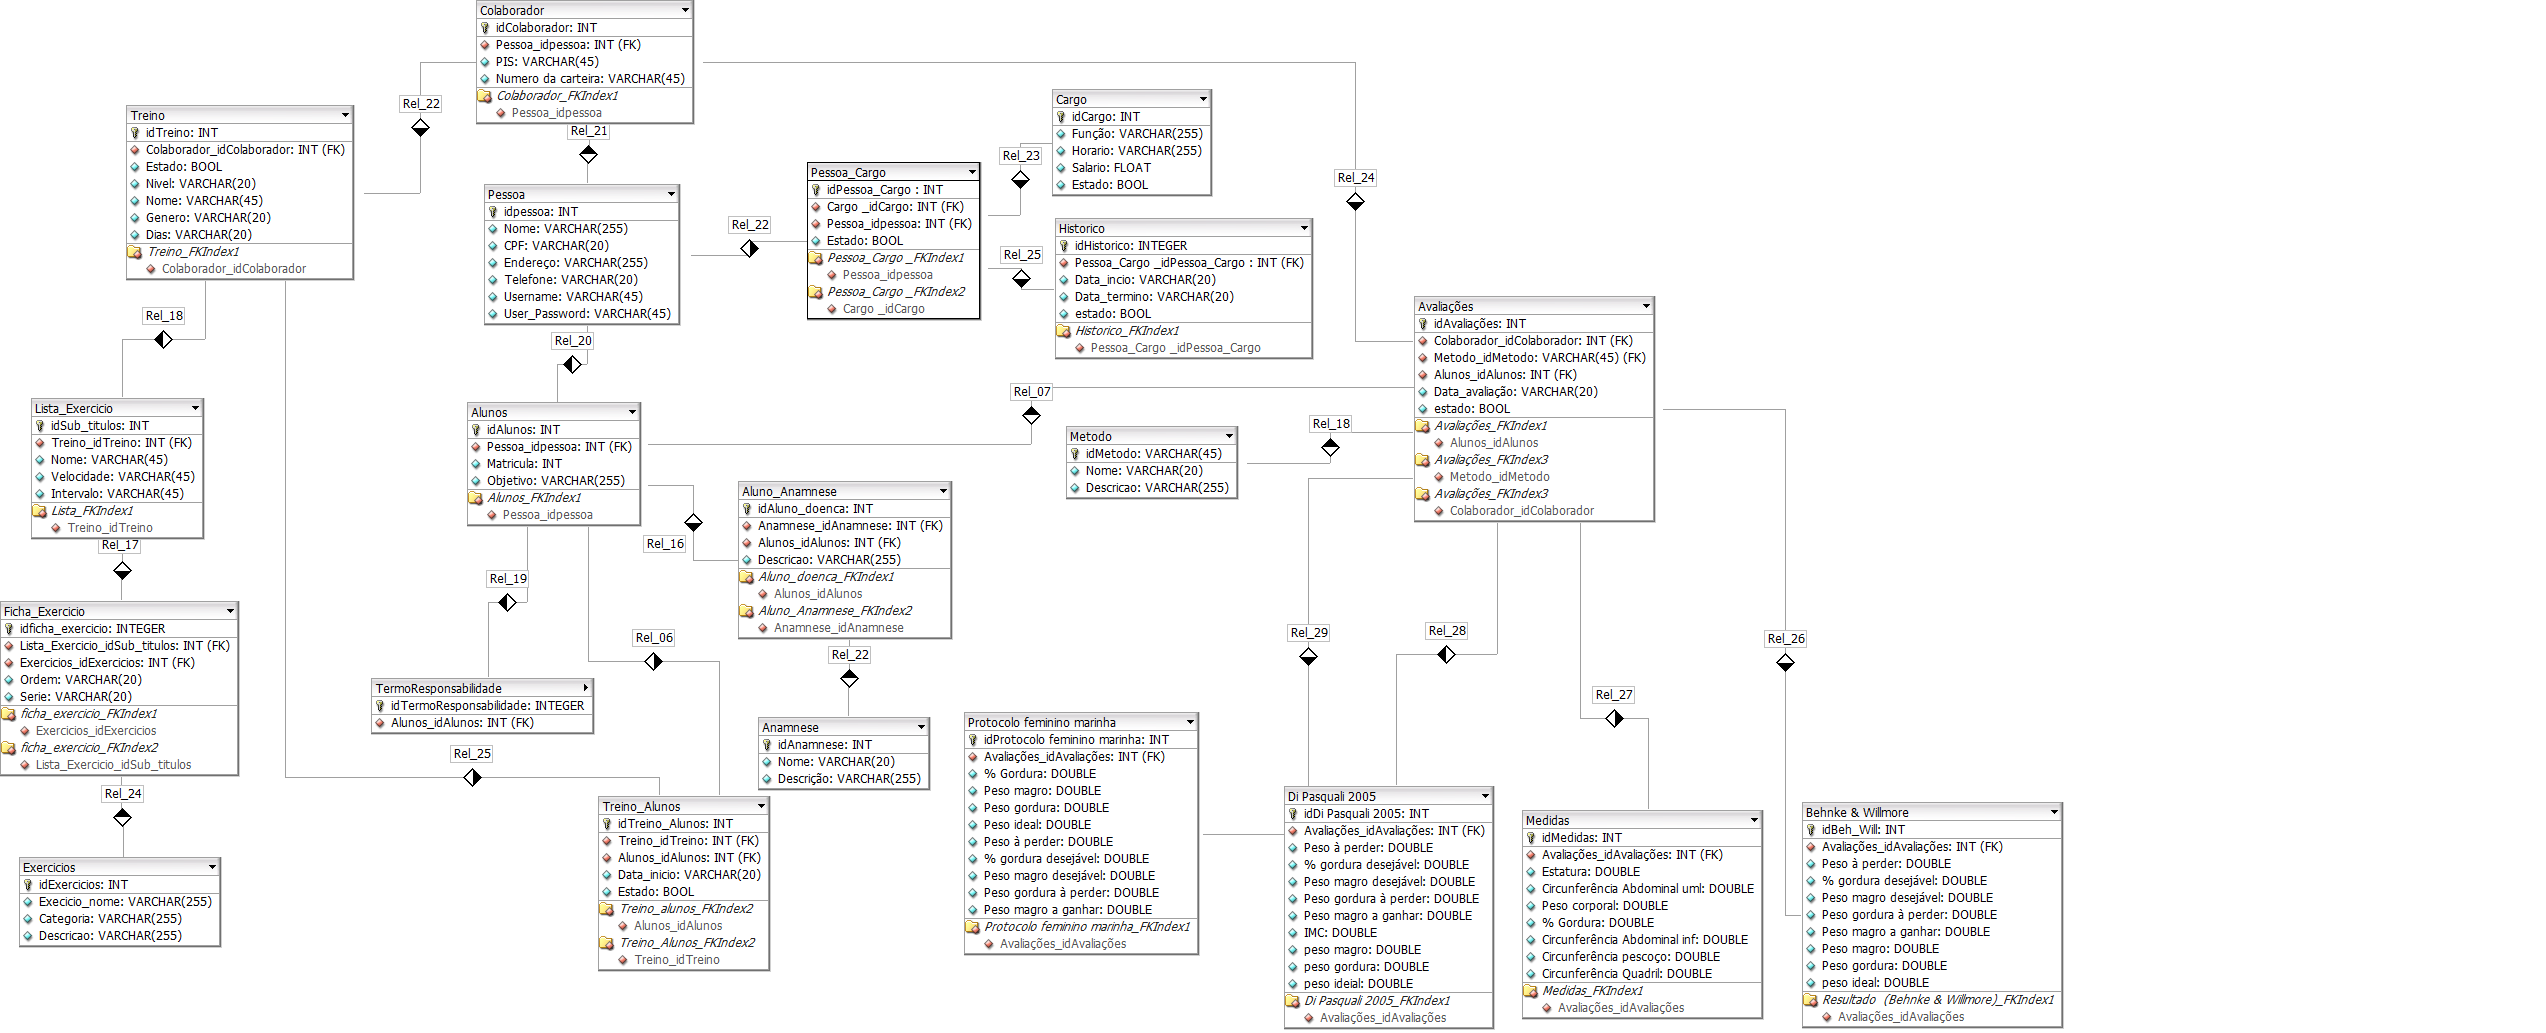 Colaborador
idColaborador: INT
Pessoa_idpessoa: INT (FK)
PIS: VARCHAR(45)
Numero da carteira: VARCHAR(45)
Colaborador_FKIndex1
Pessoa_idpessoa
Rel_22
Rel_21
Treino
idTreino: INT
Colaborador_idColaborador: INT (FK)
Estado: BOOL
Nivel: VARCHAR(20)
Nome: VARCHAR(45)
Genero: VARCHAR(20)
Dias: VARCHAR(20)
Treino_FKIndex1
Colaborador_idColaborador
Pessoa
idpessoa: INT
Nome: VARCHAR(255)
CPF: VARCHAR(20)
Endereço: VARCHAR(255)
Telefone: VARCHAR(20)
Username: VARCHAR(45)
User_Password: VARCHAR(45)
Rel_22
Pessoa_Cargo
idPessoa_Cargo : INT
Cargo _idCargo: INT (FK)
Pessoa_idpessoa: INT (FK)
Estado: BOOL
Pessoa_Cargo _FKIndex1
Pessoa_idpessoa
Pessoa_Cargo _FKIndex2
Cargo _idCargo
Rel_23
Cargo
idCargo: INT
Função: VARCHAR(255)
Horario: VARCHAR(255)
Salario: FLOAT
Estado: BOOL
Rel_25
Historico
idHistorico: INTEGER
Pessoa_Cargo _idPessoa_Cargo : INT (FK)
Data_incio: VARCHAR(20)
Data_termino: VARCHAR(20)
estado: BOOL
Historico_FKIndex1
Pessoa_Cargo _idPessoa_Cargo
Rel_24
Avaliações
idAvaliações: INT
Colaborador_idColaborador: INT (FK)
Metodo_idMetodo: VARCHAR(45) (FK)
Alunos_idAlunos: INT (FK)
Data_avaliação: VARCHAR(20)
estado: BOOL
Avaliações_FKIndex1
Alunos_idAlunos
Avaliações_FKIndex3
Metodo_idMetodo
Avaliações_FKIndex3
Colaborador_idColaborador
Rel_18
Rel_20
Rel_07
Rel_18
Lista_Exercicio
idSub_titulos: INT
Treino_idTreino: INT (FK)
Nome: VARCHAR(45)
Velocidade: VARCHAR(45)
Intervalo: VARCHAR(45)
Lista_FKIndex1
Treino_idTreino
Rel_17
Alunos
idAlunos: INT
Pessoa_idpessoa: INT (FK)
Matricula: INT
Objetivo: VARCHAR(255)
Alunos_FKIndex1
Pessoa_idpessoa
Metodo
idMetodo: VARCHAR(45)
Nome: VARCHAR(20)
Descricao: VARCHAR(255)
Rel_16
Aluno_Anamnese
idAluno_doenca: INT
Anamnese_idAnamnese: INT (FK)
Alunos_idAlunos: INT (FK)
Descricao: VARCHAR(255)
Aluno_doenca_FKIndex1
Alunos_idAlunos
Aluno_Anamnese_FKIndex2
Anamnese_idAnamnese
Rel_19
Rel_06
Rel_22
Rel_29
Rel_28
Rel_26
Rel_27
Ficha_Exercicio
idficha_exercicio: INTEGER
Lista_Exercicio_idSub_titulos: INT (FK)
Exercicios_idExercicios: INT (FK)
Ordem: VARCHAR(20)
Serie: VARCHAR(20)
ficha_exercicio_FKIndex1
Exercicios_idExercicios
ficha_exercicio_FKIndex2
Lista_Exercicio_idSub_titulos
Rel_24
TermoResponsabilidade
idTermoResponsabilidade: INTEGER
Alunos_idAlunos: INT (FK)
Rel_25
Anamnese
idAnamnese: INT
Nome: VARCHAR(20)
Descrição: VARCHAR(255)
Exercicios
idExercicios: INT
Execicio_nome: VARCHAR(255)
Categoria: VARCHAR(255)
Descricao: VARCHAR(255)
Treino_Alunos
idTreino_Alunos: INT
Treino_idTreino: INT (FK)
Alunos_idAlunos: INT (FK)
Data_inicio: VARCHAR(20)
Estado: BOOL
Treino_alunos_FKIndex2
Alunos_idAlunos
Treino_Alunos_FKIndex2
Treino_idTreino
Protocolo feminino marinha
idProtocolo feminino marinha: INT
Avaliações_idAvaliações: INT (FK)
% Gordura: DOUBLE
Peso magro: DOUBLE
Peso gordura: DOUBLE
Peso ideal: DOUBLE
Peso à perder: DOUBLE
% gordura desejável: DOUBLE
Peso magro desejável: DOUBLE
Peso gordura à perder: DOUBLE
Peso magro a ganhar: DOUBLE
Protocolo feminino marinha_FKIndex1
Avaliações_idAvaliações
Di Pasquali 2005
idDi Pasquali 2005: INT
Avaliações_idAvaliações: INT (FK)
Peso à perder: DOUBLE
% gordura desejável: DOUBLE
Peso magro desejável: DOUBLE
Peso gordura à perder: DOUBLE
Peso magro a ganhar: DOUBLE
IMC: DOUBLE
peso magro: DOUBLE
peso gordura: DOUBLE
peso ideial: DOUBLE
Di Pasquali 2005_FKIndex1
Avaliações_idAvaliações
Medidas
idMedidas: INT
Avaliações_idAvaliações: INT (FK)
Estatura: DOUBLE
Circunferência Abdominal uml: DOUBLE
Peso corporal: DOUBLE
% Gordura: DOUBLE
Circunferência Abdominal inf: DOUBLE
Circunferência pescoço: DOUBLE
Circunferência Quadril: DOUBLE
Medidas_FKIndex1
Avaliações_idAvaliações
Behnke & Willmore
idBeh_Will: INT
Avaliações_idAvaliações: INT (FK)
Peso à perder: DOUBLE
% gordura desejável: DOUBLE
Peso magro desejável: DOUBLE
Peso gordura à perder: DOUBLE
Peso magro a ganhar: DOUBLE
Peso magro: DOUBLE
Peso gordura: DOUBLE
peso ideal: DOUBLE
Resultado (Behnke & Willmore)_FKIndex1
Avaliações_idAvaliações